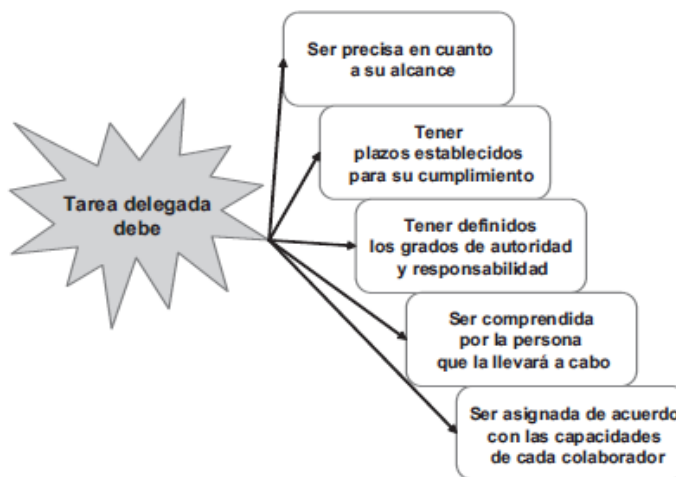 Ser precisa en cuanto
a su alcance
Tener
plazos establecidos
para su cumplimiento
Tarea delegada
debe
Tener definidos
los grados de autoridad
y responsabilidad
Ser comprendida
por la persona
que la llevará a cabo
Ser asignada de acuerdo
con las capacidades
de cada colaborador